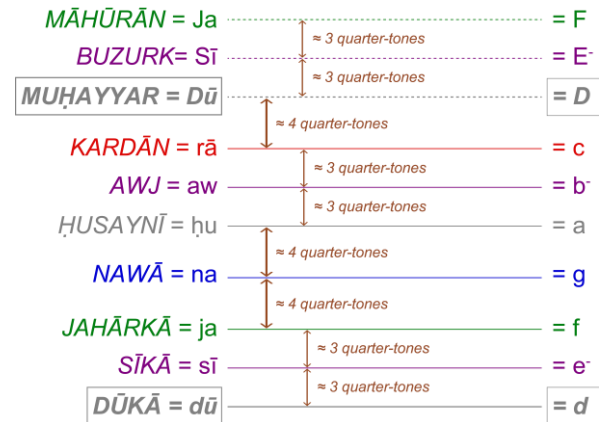 MĀHŪRĀN = Ja = F
≈ 3 quarter-tones
BUZURK= Sī = E⁻
≈ 3 quarter-tones
MUḤAYYAR = Dū = D
≈ 4 quarter-tones
KARDĀN = rā = c
≈ 3 quarter-tones
AWJ = aw = b⁻
≈ 3 quarter-tones
ḤUSAYNĪ = ḥu = a
≈ 4 quarter-tones
NAWĀ = na = g
≈ 4 quarter-tones
JAHĀRKĀ = ja = f
≈ 3 quarter-tones
SĪKĀ = sī = e⁻
≈ 3 quarter-tones
DŪKĀ = dū = d